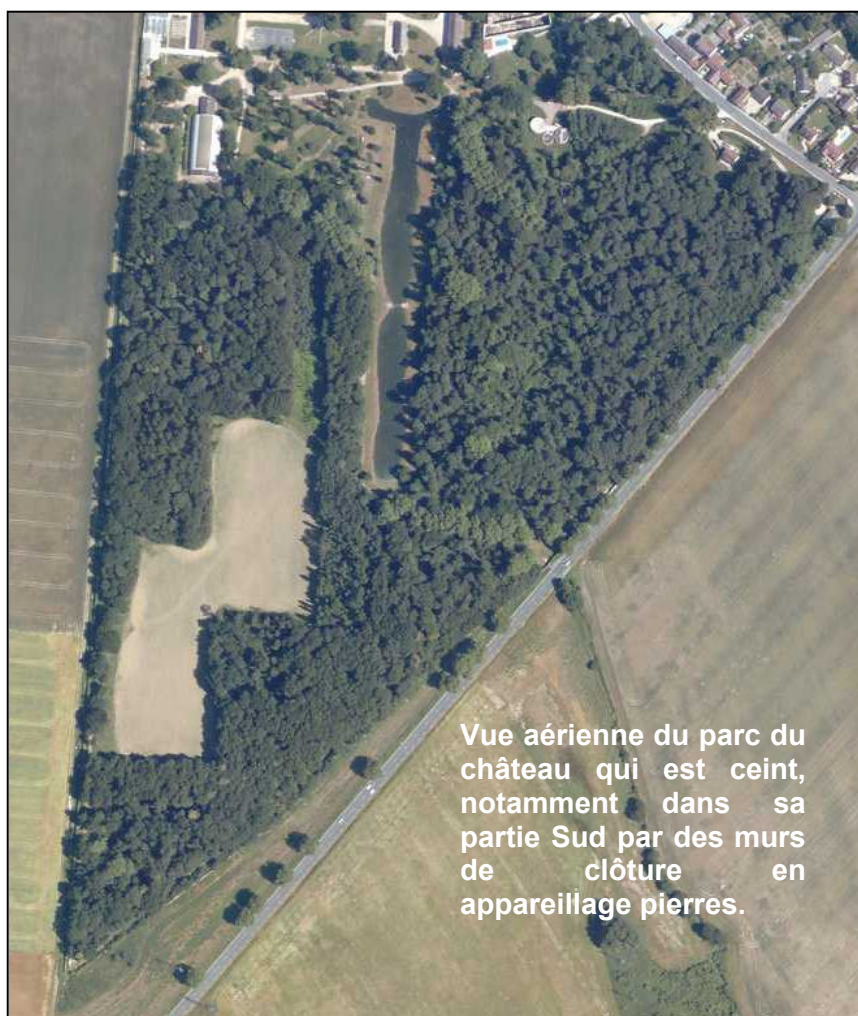 Vue aérienne du parc du
château qui est ceint,
notamment dans sa
partie Sud par des murs
de clôture en
appareillage pierres.